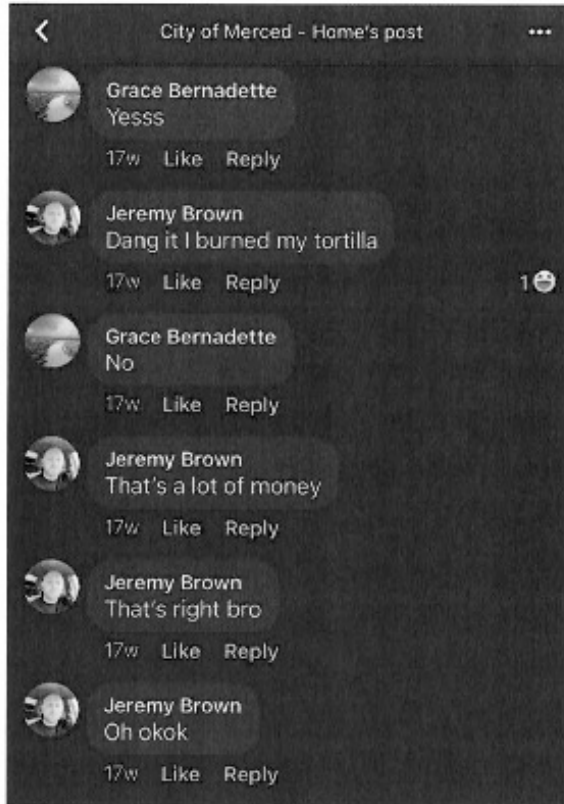 City of Merced - Home's post
Grace Bernadette
Yesss
17w Like Reply
Jeremy Brown
Dang it I burned my tortilla
17w Like Reply 1
Grace Bernadette
No
17w Like Reply
Jeremy Brown
That's a lot of money
17w Like Reply
Jeremy Brown
That's right bro
17w Like Reply
Jeremy Brown
Oh okok
17w Like Reply